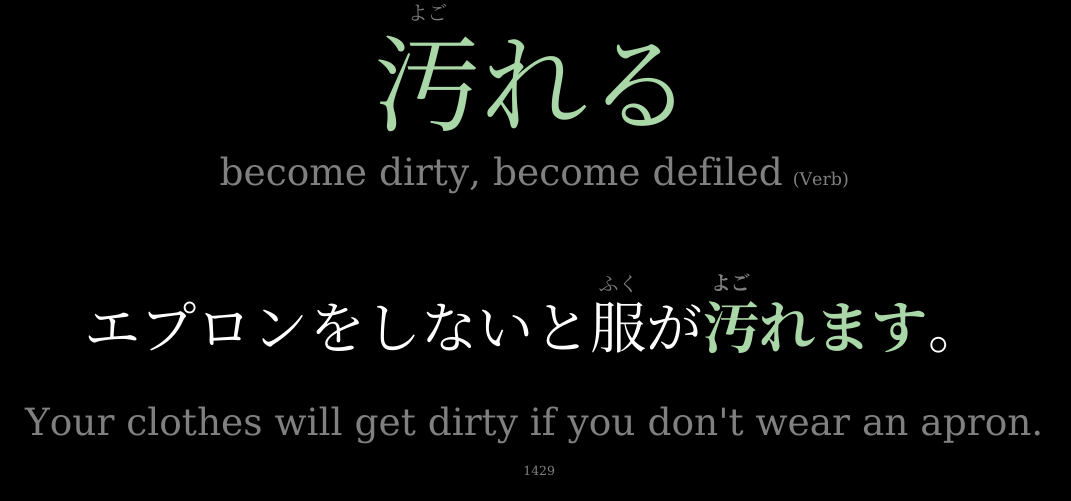 よご
汚れる
become dirty, become defiled (Verb)
ふく よご
エプロンをしないと服が汚れます。
Your clothes will get dirty if you don't wear an apron.
1429